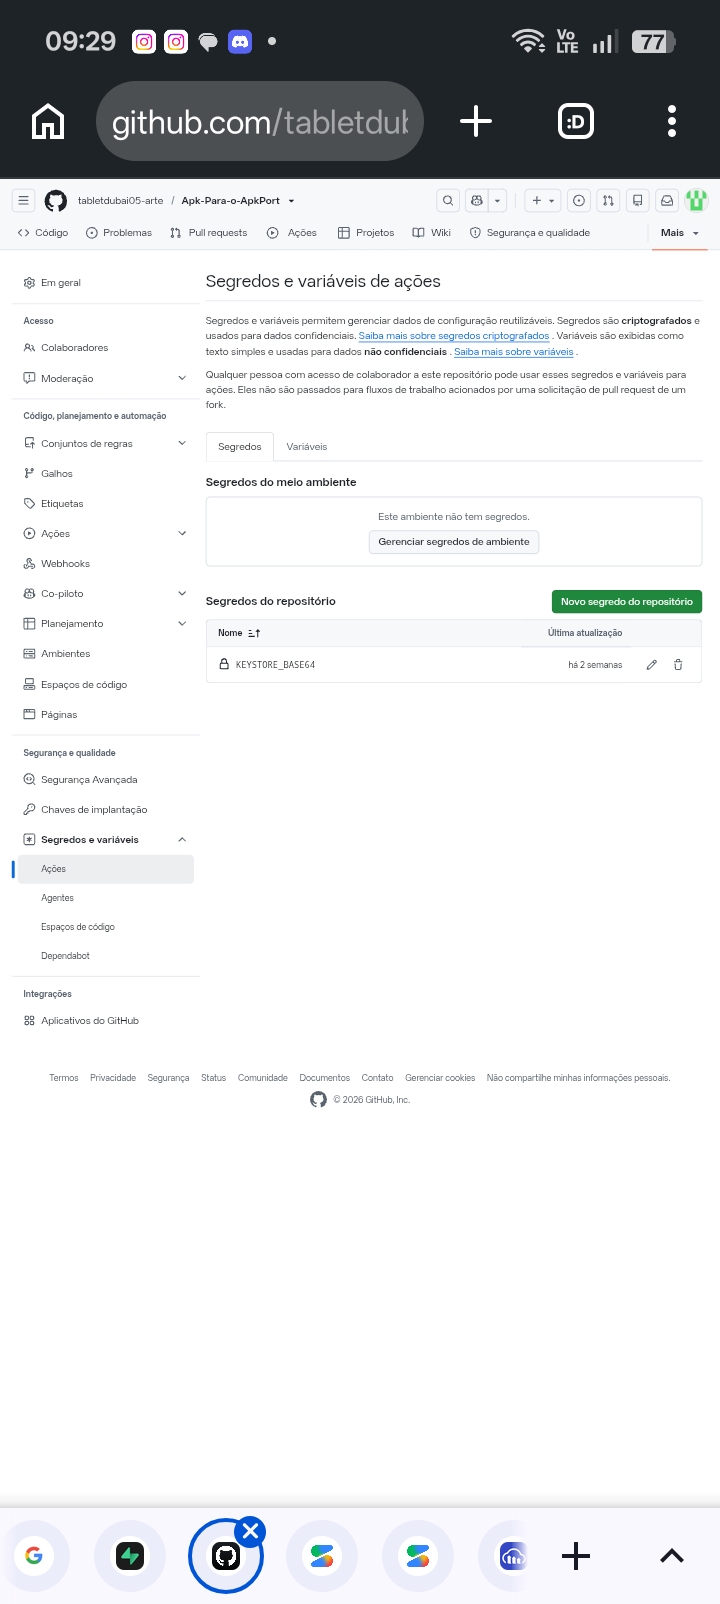 09:29
Vo LTE
77
github.com/tabletdub
:D
tabletdubai05-arte / Apk-Para-o-ApkPort
Código
Problemas
Pull requests
Ações
Projetos
Wiki
Segurança e qualidade
Mais
Em geral
Acesso
Colaboradores
Moderação
Código, planejamento e automação
Conjuntos de regras
Galhos
Etiquetas
Ações
Webhooks
Co-piloto
Planejamento
Ambientes
Espaços de código
Páginas
Segurança e qualidade
Segurança Avançada
Chaves de implantação
Segredos e variáveis
Ações
Agentes
Espaços de código
Dependabot
Integrações
Aplicativos do GitHub
Segredos e variáveis de ações
Segredos e variáveis permitem gerenciar dados de configuração reutilizáveis. Segredos são criptografados e
usados para dados confidenciais. Saiba mais sobre segredos criptografados . Variáveis são exibidas como
texto simples e usadas para dados não confidenciais . Saiba mais sobre variáveis .
Qualquer pessoa com acesso de colaborador a este repositório pode usar esses segredos e variáveis para
ações. Eles não são passados para fluxos de trabalho acionados por uma solicitação de pull request de um
fork.
Segredos
Variáveis
Segredos do meio ambiente
Este ambiente não tem segredos.
Gerenciar segredos de ambiente
Segredos do repositório
Novo segredo do repositório
Nome
Última atualização
KEYSTORE_BASE64
há 2 semanas
Termos
Privacidade
Segurança
Status
Comunidade
Documentos
Contato
Gerenciar cookies
Não compartilhe minhas informações pessoais.
© 2026 GitHub, Inc.